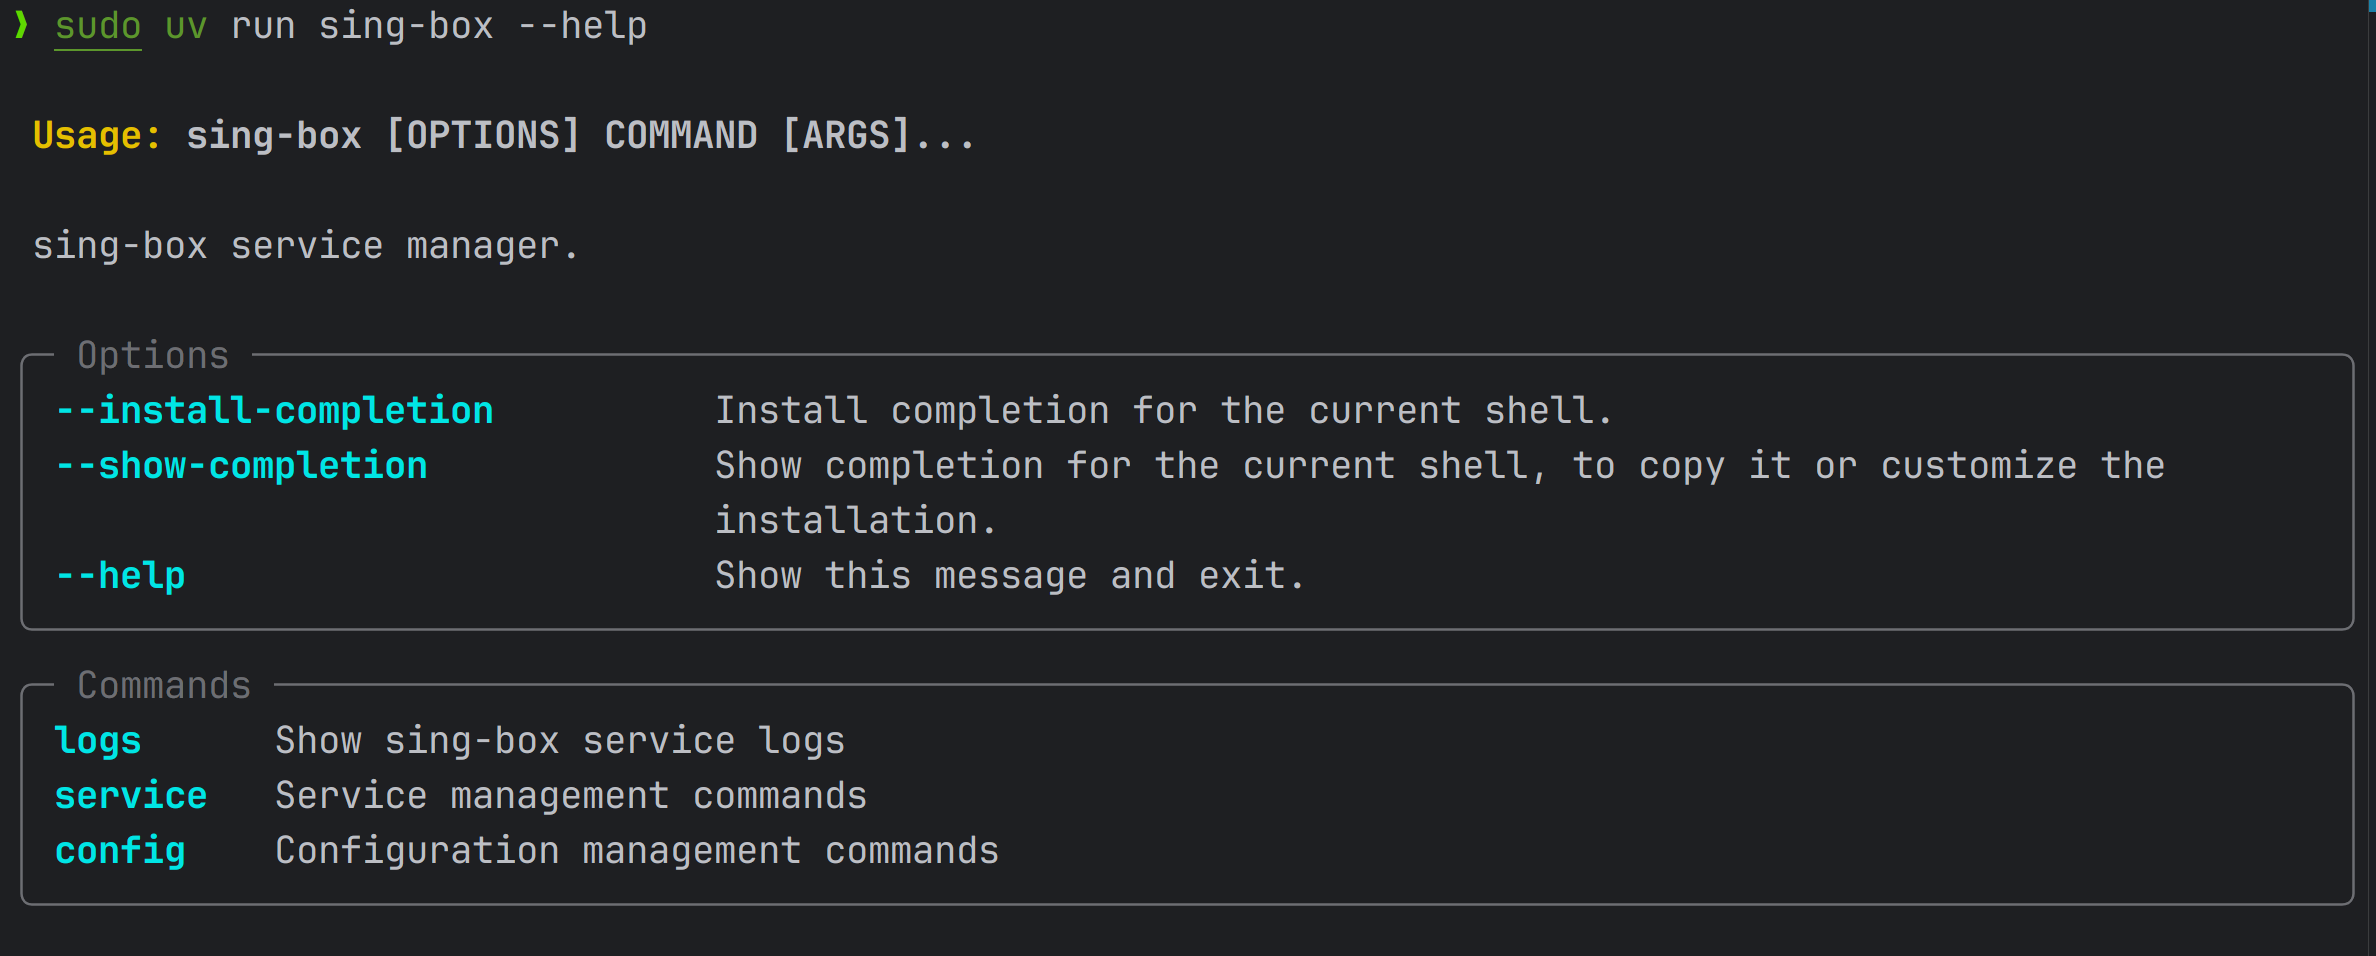 ❯ sudo uv run sing-box --help
Usage: sing-box [OPTIONS] COMMAND [ARGS]...
sing-box service manager.
Options
--install-completion Install completion for the current shell.
--show-completion Show completion for the current shell, to copy it or customize the
installation.
--help Show this message and exit.
Commands
logs Show sing-box service logs
service Service management commands
config Configuration management commands